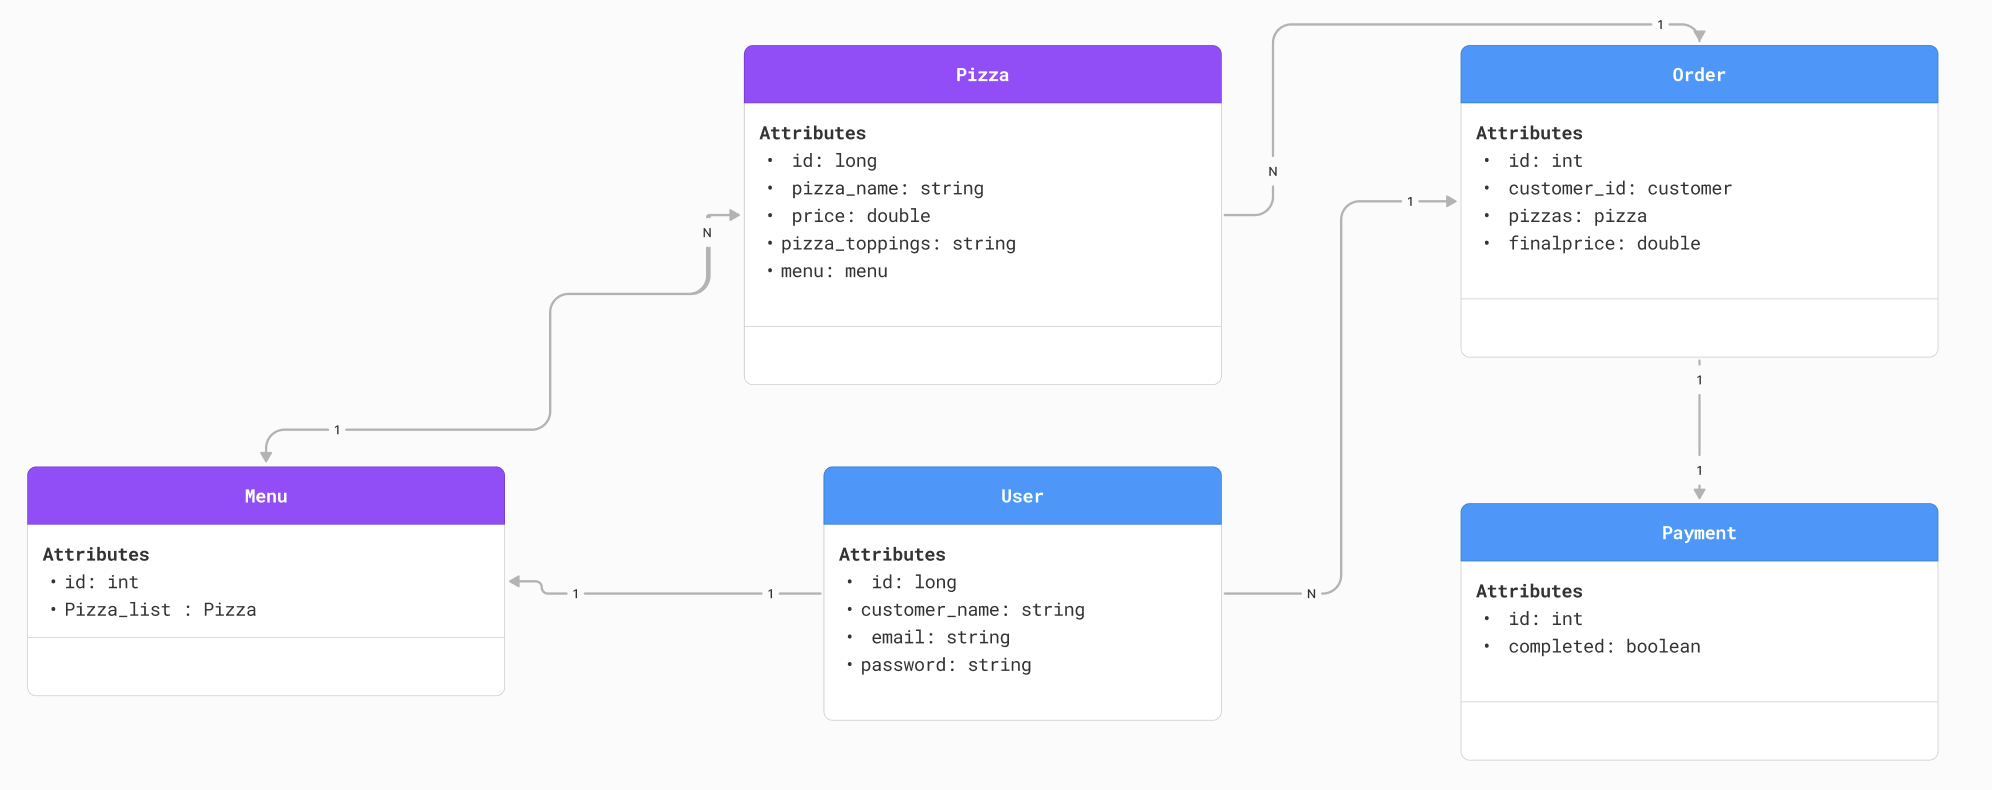 Pizza
Attributes
• id: long
• pizza_name: string
• price: double
• pizza_toppings: string
• menu: menu
N
1
Order
Attributes
• id: int
• customer_id: customer
• pizzas: pizza
• finalprice: double
N
1
1
1
Menu
Attributes
• id: int
• Pizza_list : Pizza
1
1
User
Attributes
• id: long
• customer_name: string
• email: string
• password: string
N
1
1
Payment
Attributes
• id: int
• completed: boolean